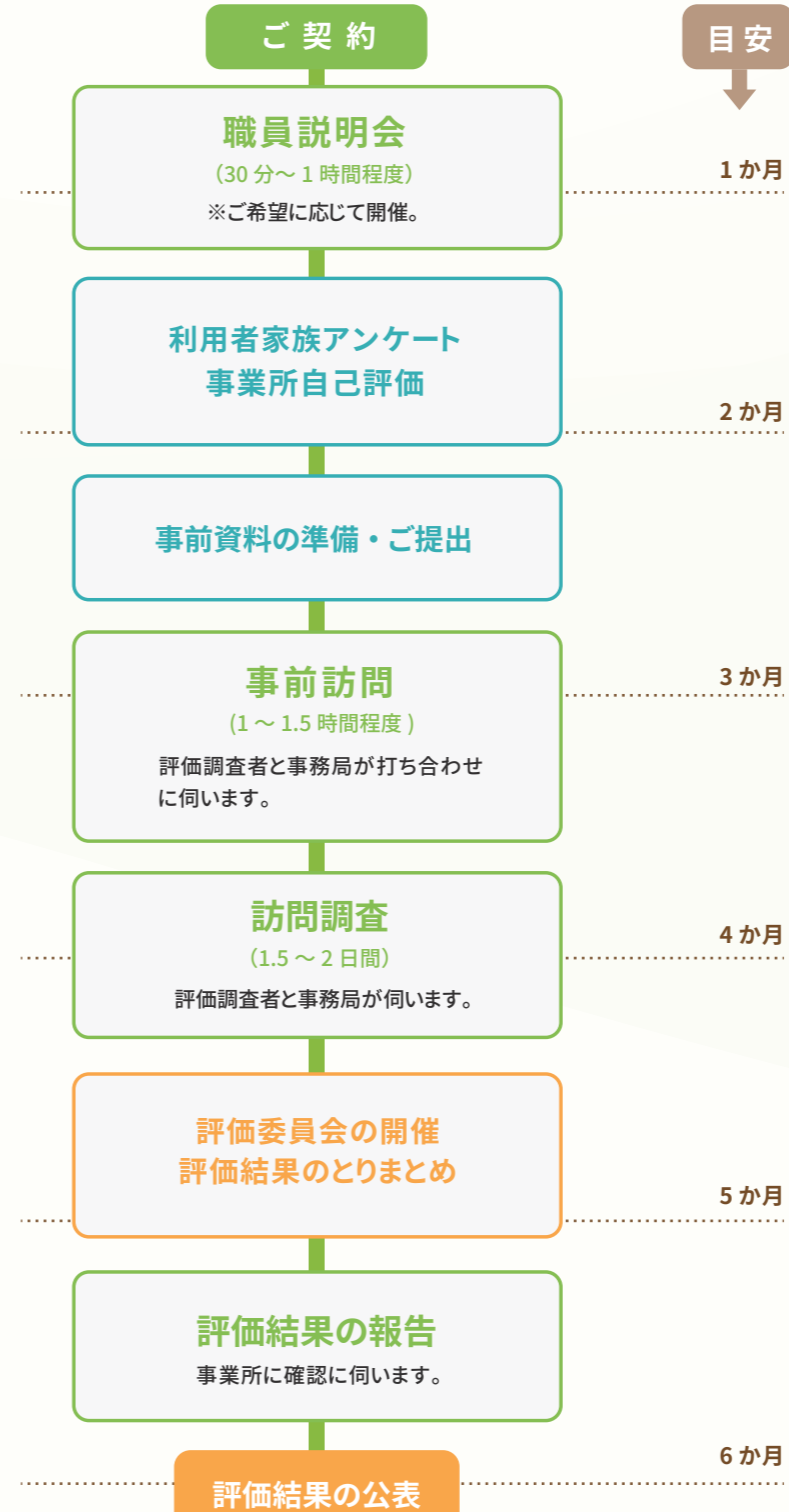 ご契約
目安
職員説明会
（30 分～ 1 時間程度）
※ご希望に応じて開催。
1 か月
利用者家族アンケート
事業所自己評価
2 か月
事前資料の準備・ご提出
事前訪問
(1 ～ 1.5 時間程度 )
評価調査者と事務局が打ち合わせ
に伺います。
3 か月
訪問調査
（1.5 ～ 2 日間）
評価調査者と事務局が伺います。
4 か月
評価委員会の開催
評価結果のとりまとめ
5 か月
評価結果の報告
事業所に確認に伺います。
6 か月
評価結果の公表